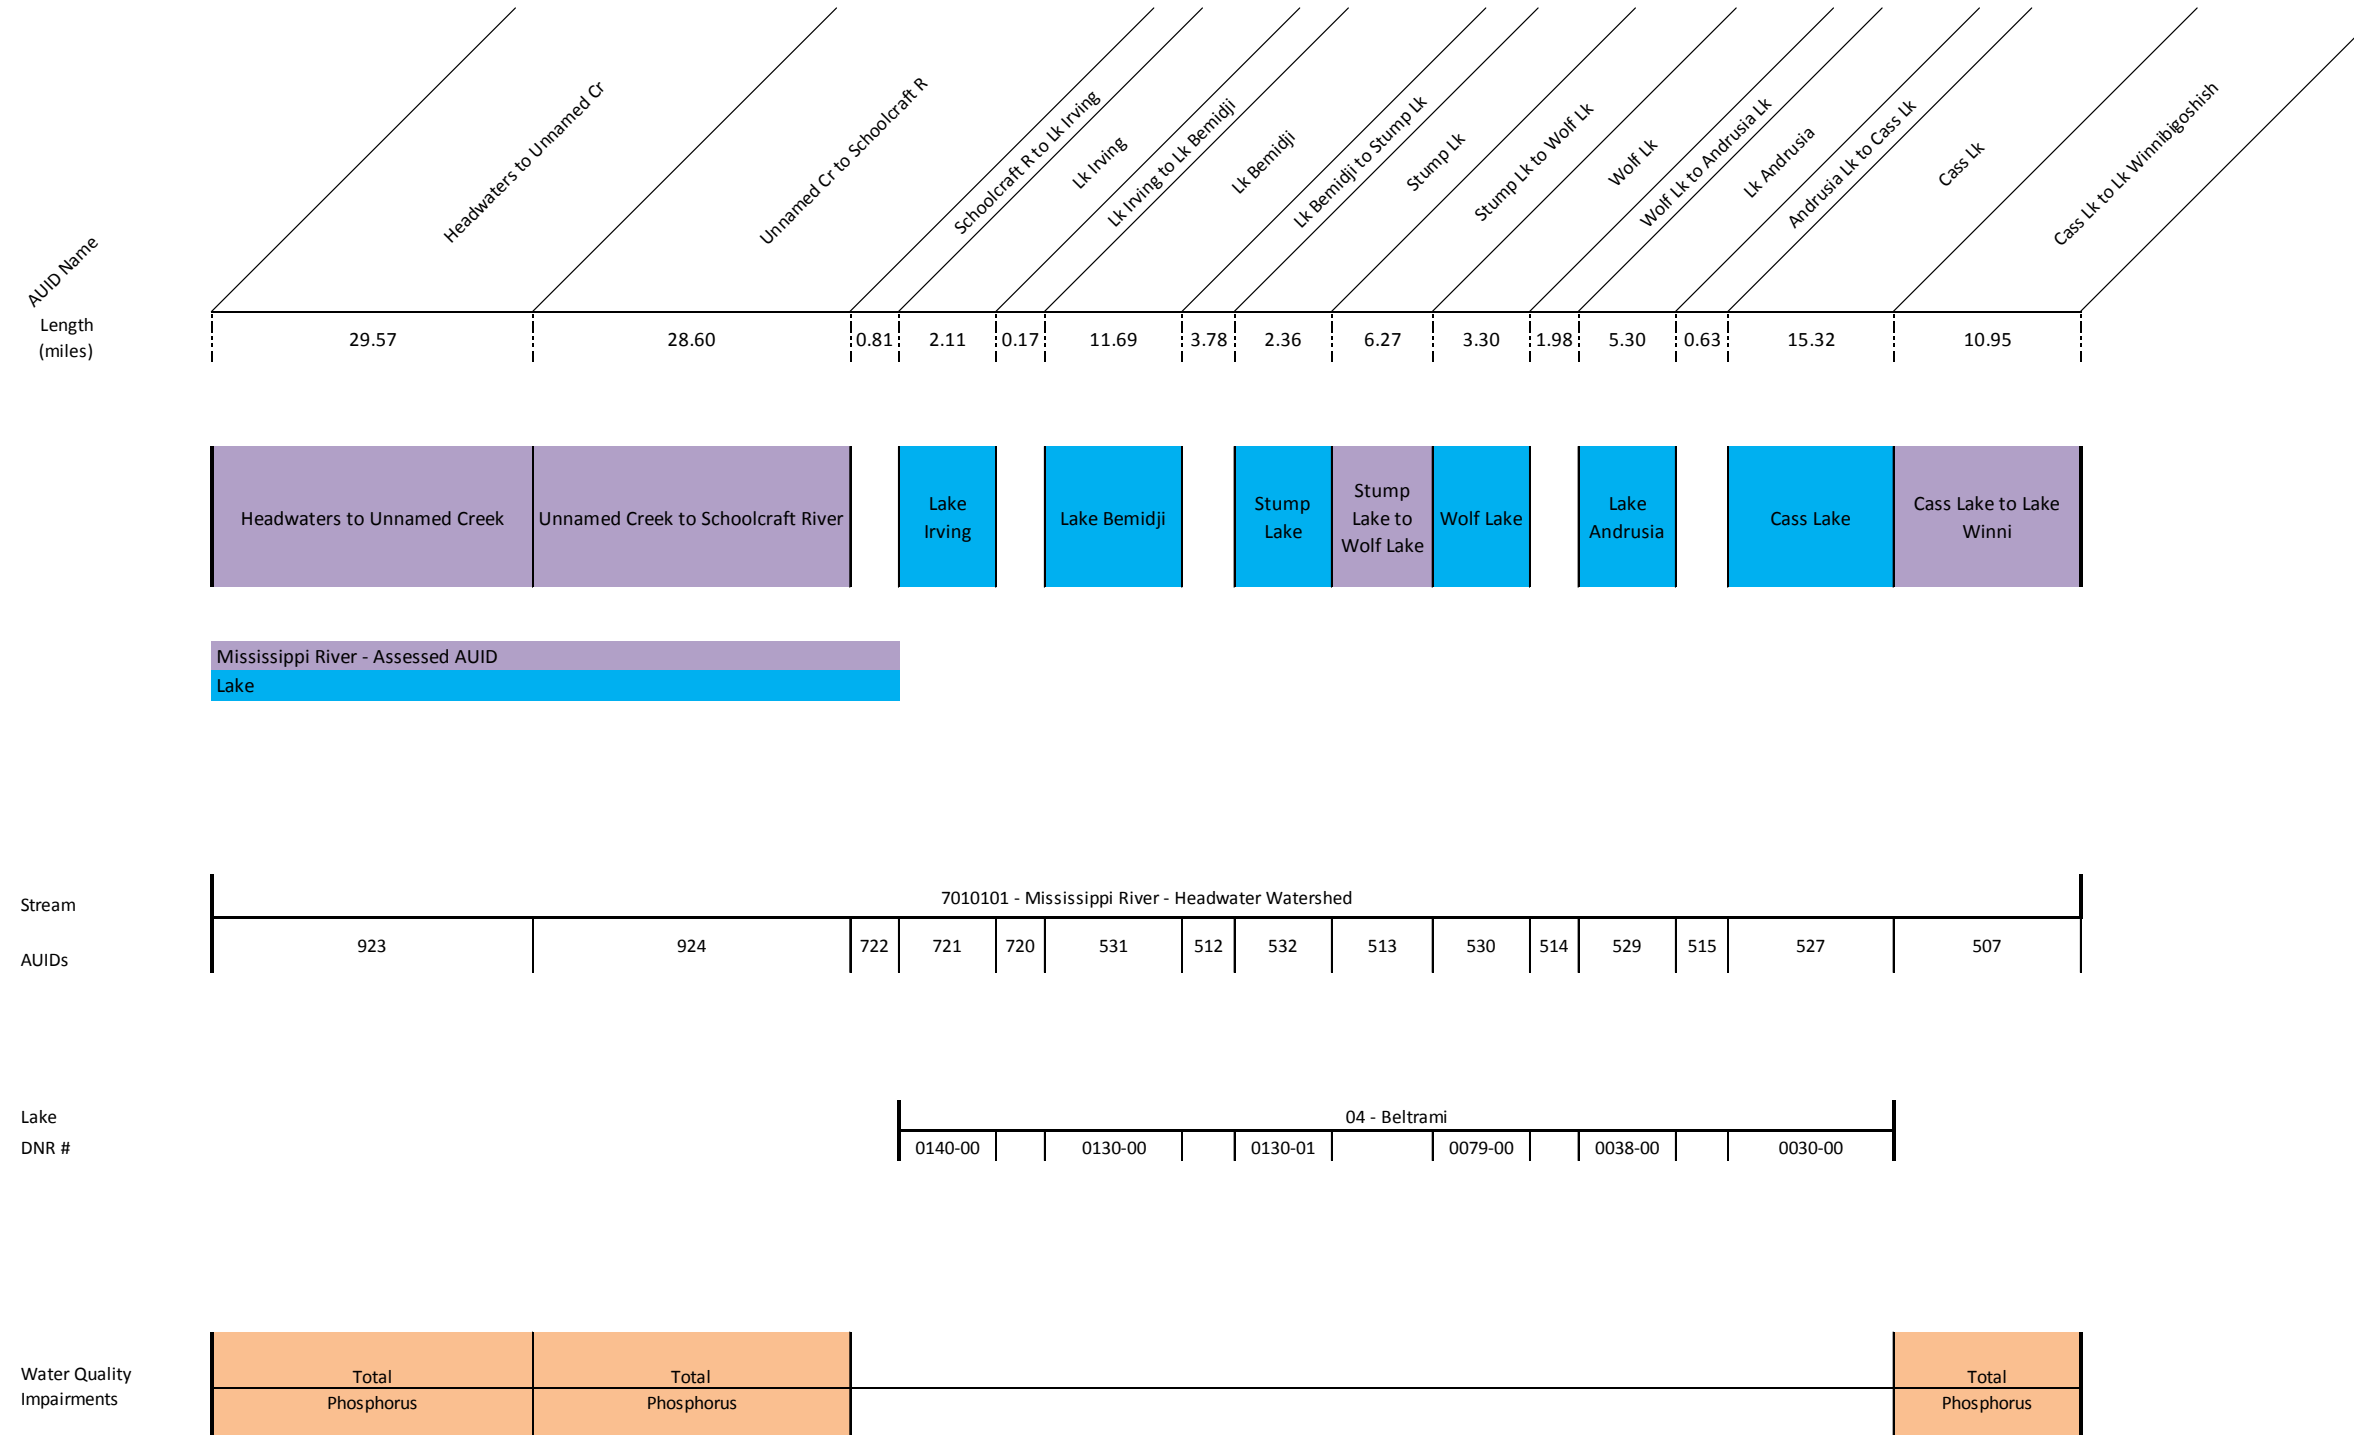 AUID Name
Headwaters to Unnamed Cr
Unnamed Cr to Schoolcraft R
Schoolcraft R to Lk Irving
Lk Irving
Lk Irving to Lk Bemidji
Lk Bemidji
Lk Bemidji to Stump Lk
Stump Lk
Stump Lk to Wolf Lk
Wolf Lk
Wolf Lk to Andrusia Lk
Lk Andrusia
Andrusia Lk to Cass Lk
Cass Lk
Cass Lk to Lk Winnibigoshish
Length
(miles)
29.57 28.60 0.81 2.11 0.17 11.69 3.78 2.36 6.27 3.30 1.98 5.30 0.63 15.32 10.95
Headwaters to Unnamed Creek
Unnamed Creek to Schoolcraft River
Lake
Irving
Lake Bemidji
Stump
Lake
Stump
Lake to
Wolf Lake
Wolf Lake
Lake
Andrusia
Cass Lake
Cass Lake to Lake
Winni
Mississippi River - Assessed AUID
Lake
Stream
7010101 - Mississippi River - Headwater Watershed
AUIDs
923 924 722 721 720 531 512 532 513 530 514 529 515 527 507
Lake
04 - Beltrami
DNR #
0140-00 0130-00 0130-01 0079-00 0038-00 0030-00
Water Quality
Impairments
Total
Phosphorus
Total
Phosphorus
Total
Phosphorus